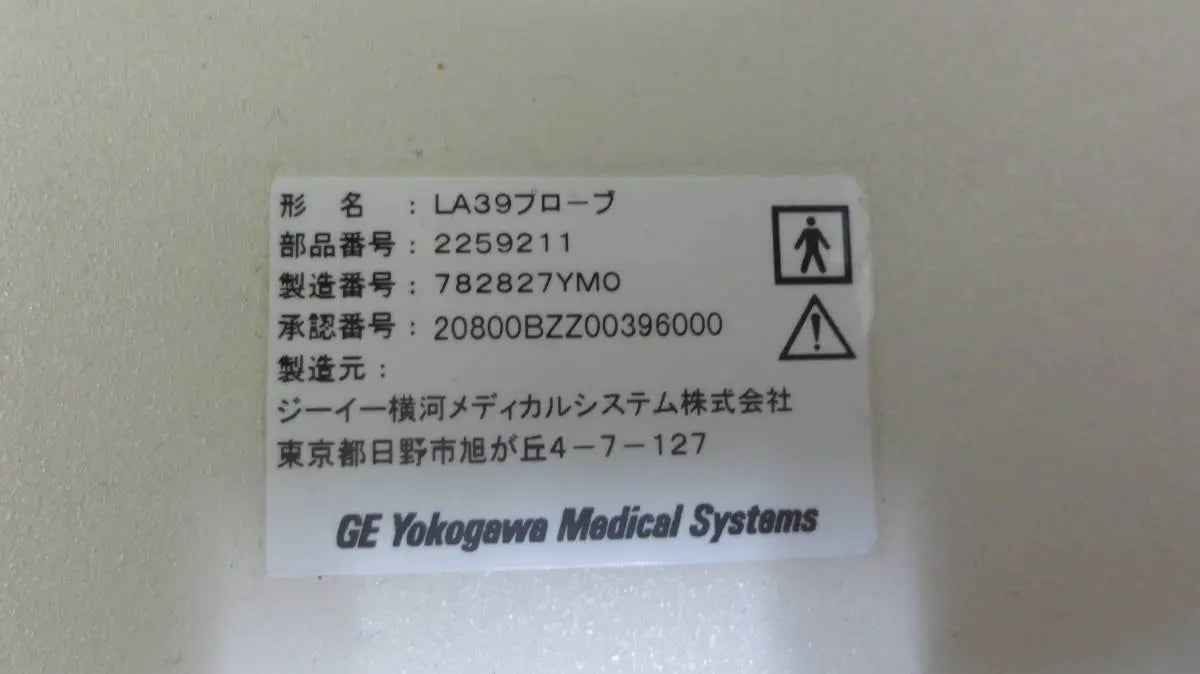 形　名　: LA39プローブ
部品番号: 2259211
製造番号: 782827YM0
承認番号: 20800BZZ00396000
製造元:
ジーイー横河メディカルシステム株式会社
東京都日野市旭が丘4-7-127
GE Yokogawa Medical Systems